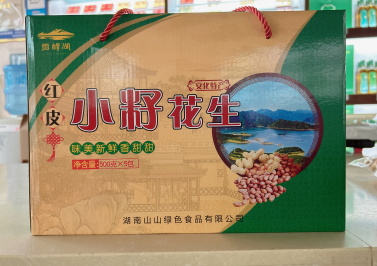 雪峰湖
红皮
小籽花生
文化特产
味美新鲜香甜甜
净含量：500克×5包
湖南山山绿色食品有限公司